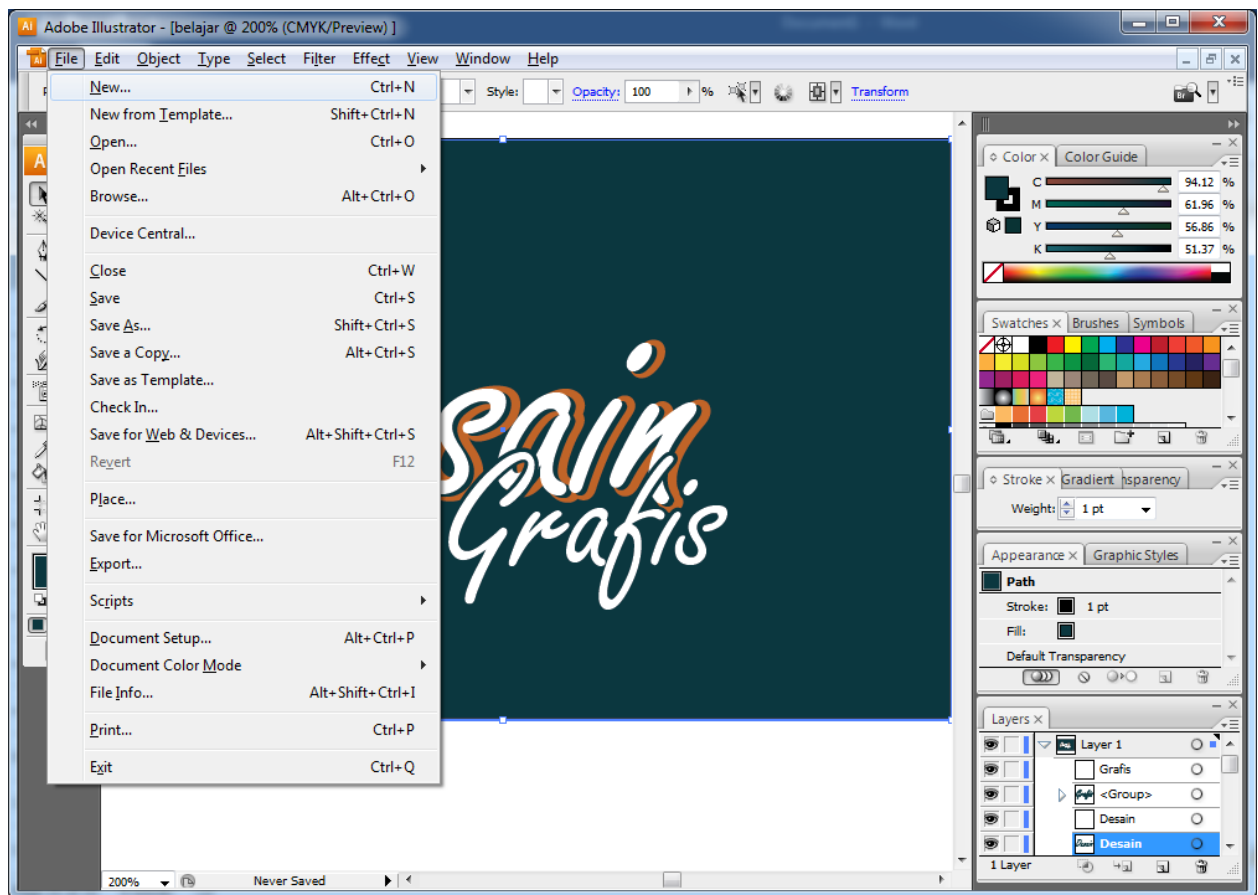 Adobe Illustrator - [belajar @ 200% (CMYK/Preview) ]
File Edit Object Type Select Filter Effect View Window Help
Style: Opacity: 100 % Transform
New... Ctrl+N
New from Template... Shift+Ctrl+N
Open... Ctrl+O
Open Recent Files
Browse... Alt+Ctrl+O
Device Central...
Close Ctrl+W
Save Ctrl+S
Save As... Shift+Ctrl+S
Save a Copy... Alt+Ctrl+S
Save as Template...
Check In...
Save for Web & Devices... Alt+Shift+Ctrl+S
Revert F12
Place...
Save for Microsoft Office...
Export...
Scripts
Document Setup... Alt+Ctrl+P
Document Color Mode
File Info... Alt+Shift+Ctrl+I
Print... Ctrl+P
Exit Ctrl+Q
sain
Grafis
Color Color Guide
C 94.12 %
M 61.96 %
Y 56.86 %
K 51.37 %
Swatches Brushes Symbols
Stroke Gradient nsparency
Weight: 1 pt
Appearance Graphic Styles
Path
Stroke: 1 pt
Fill:
Default Transparency
Layers
Layer 1
Grafis
<Group>
Desain
Desain
1 Layer
200% Never Saved